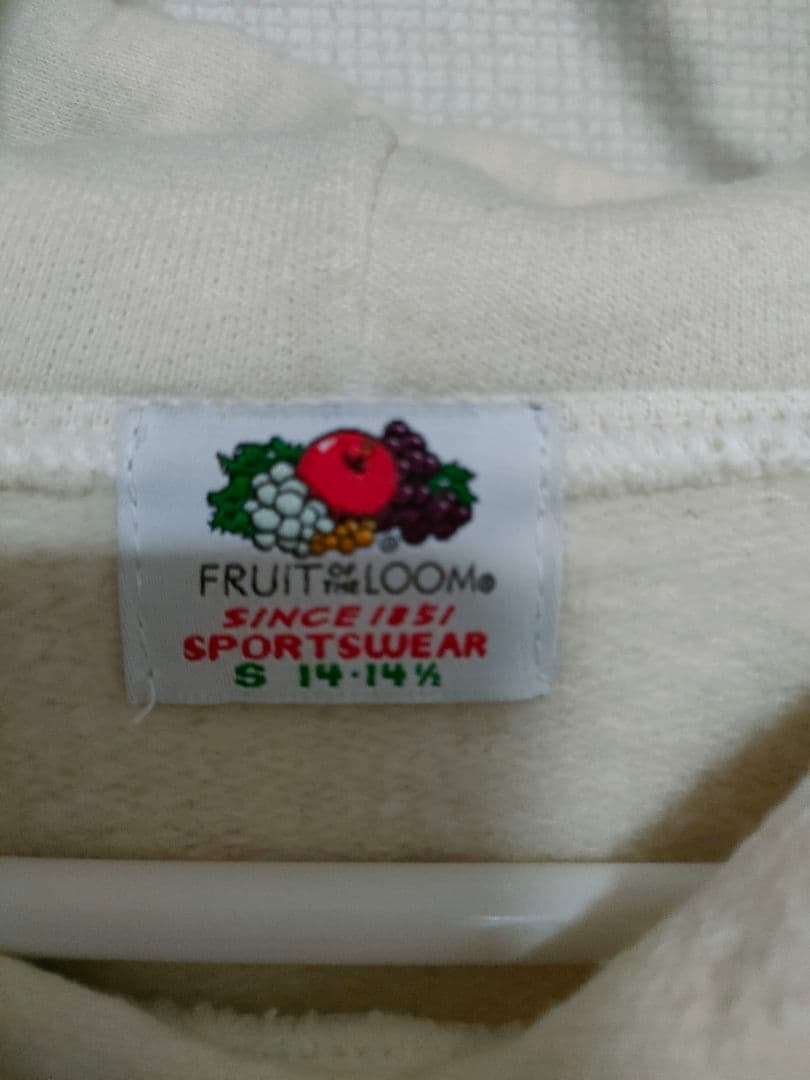 FRUIT OF THE LOOM®
SINCE 1851
SPORTSWEAR
S 14-14½